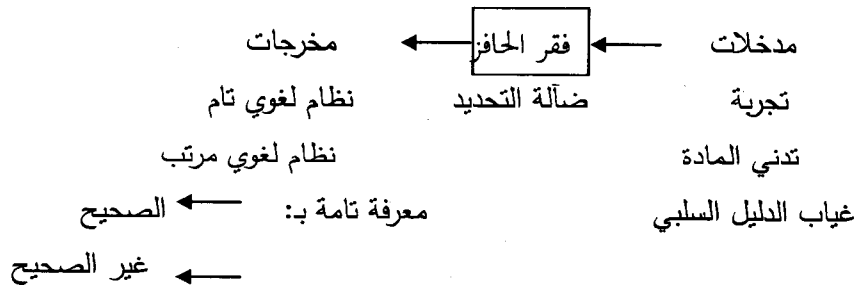 مدخلات فقر الحافز مخرجات
تجربة ضآلة التحديد نظام لغوي تام
تدني المادة نظام لغوي مرتب
غياب الدليل السلبي معرفة تامة بـ: الصحيح
غير الصحيح